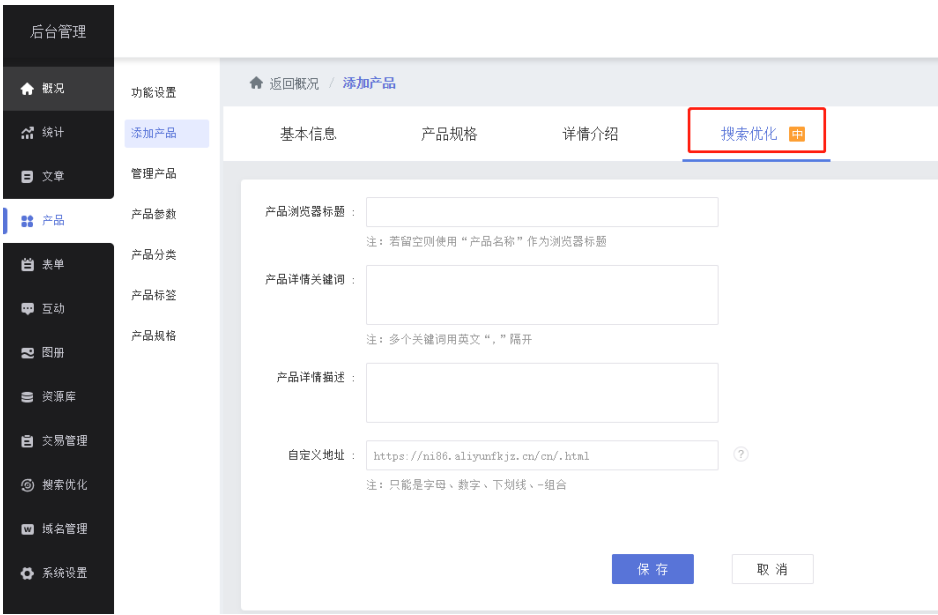 后台管理
概况
统计
文章
产品
表单
互动
图册
资源库
交易管理
搜索优化
域名管理
系统设置
功能设置
添加产品
管理产品
产品参数
产品分类
产品标签
产品规格
返回概况 / 添加产品
基本信息 产品规格 详情介绍 搜索优化 中
产品浏览器标题 :
注: 若留空则使用“产品名称”作为浏览器标题
产品详情关键词 :
注: 多个关键词用英文“,”隔开
产品详情描述 :
自定义地址 : https://ni86.aliyunfkjz.cn/cn/.html ?
注: 只能是字母、数字、下划线、-组合
保存 取消